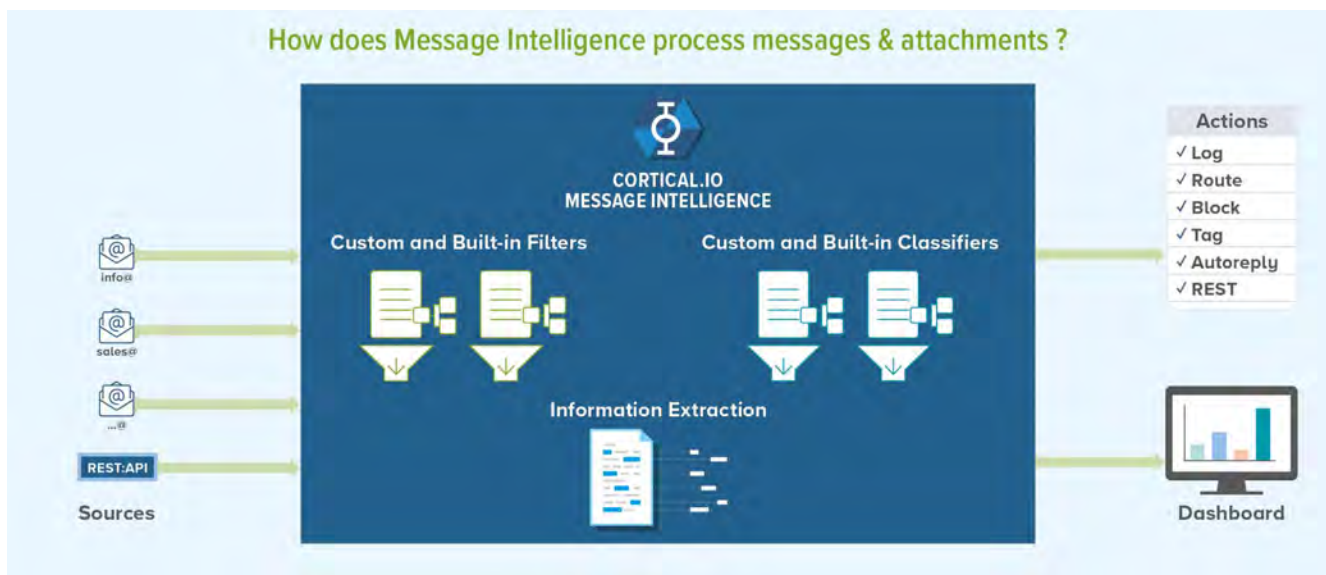 How does Message Intelligence process messages & attachments ?
CORTICAL.IO
MESSAGE INTELLIGENCE
Custom and Built-in Filters
Custom and Built-in Classifiers
Information Extraction
@
info@
@
sales@
@
...@
REST:API
Sources
Actions
✓ Log
✓ Route
✓ Block
✓ Tag
✓ Autoreply
✓ REST
Dashboard